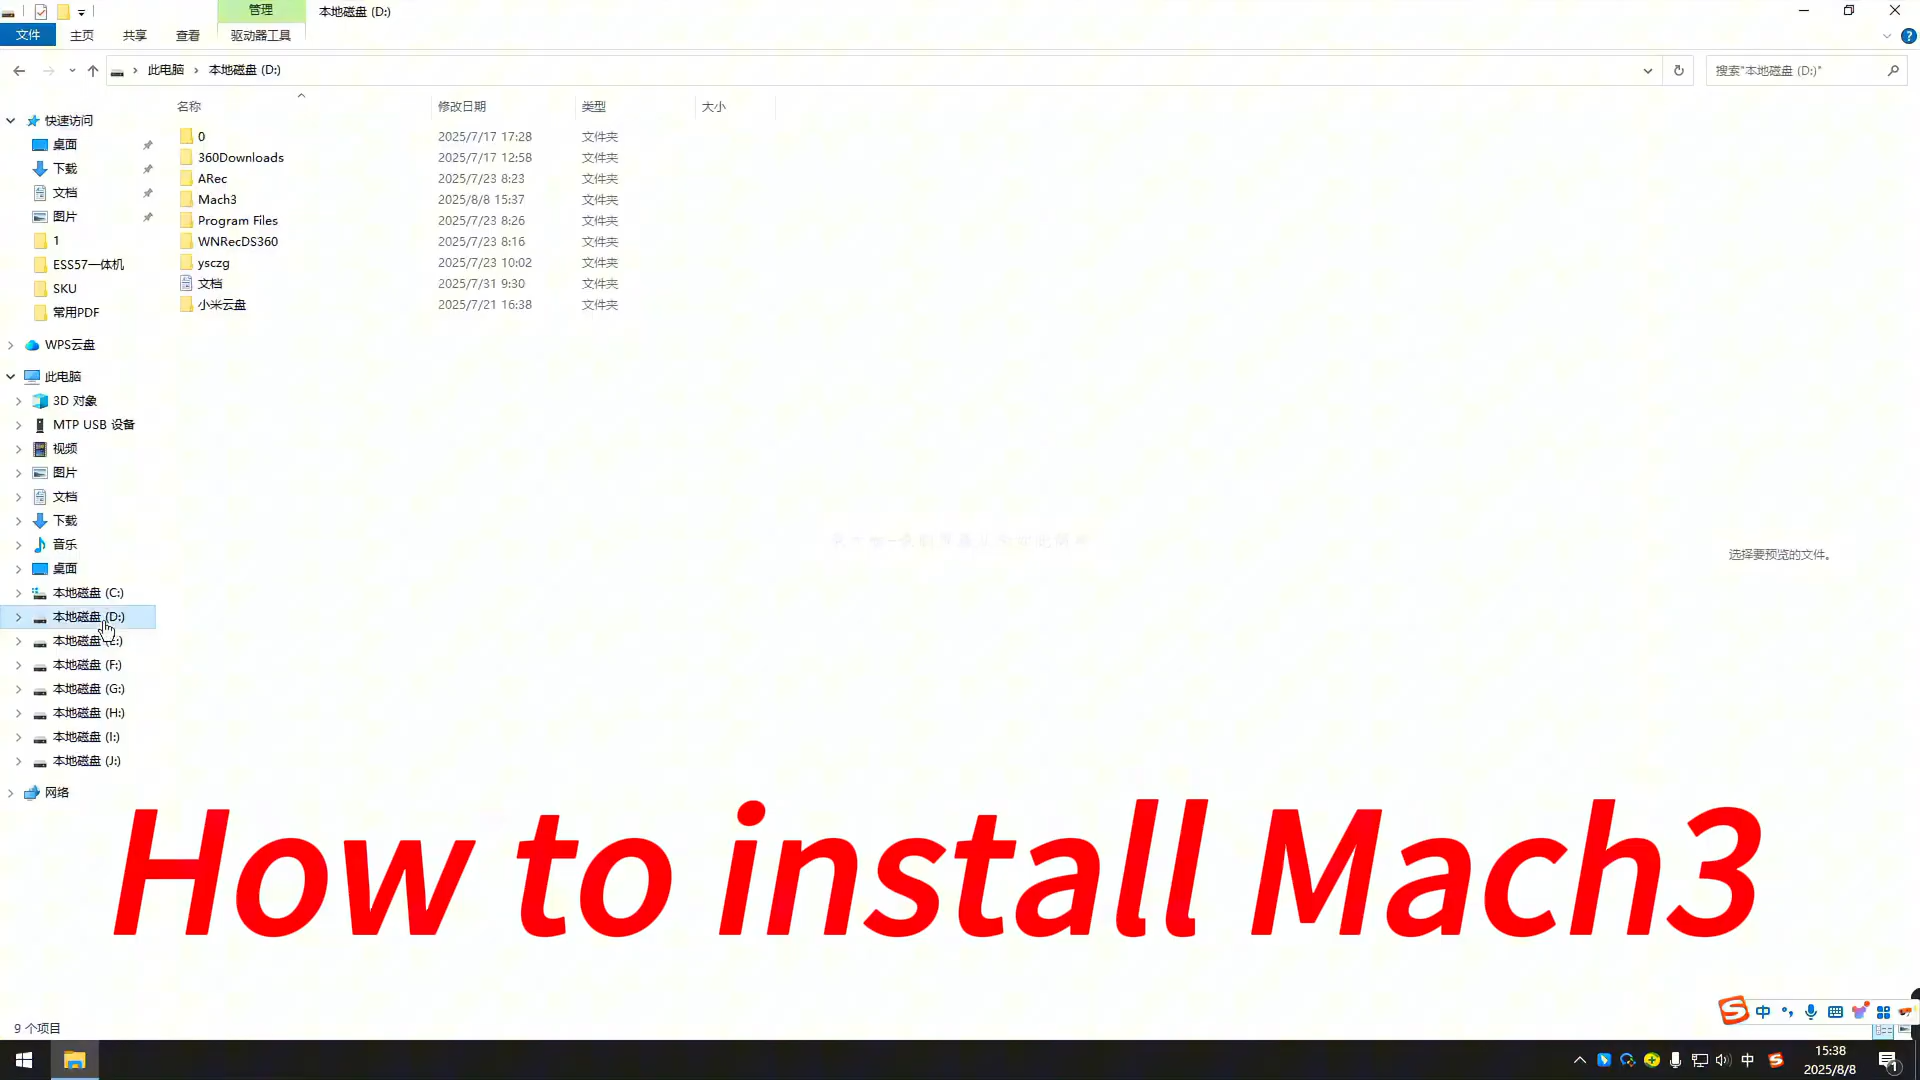 管理
本地磁盘 (D:)
文件
主页
共享
查看
驱动器工具
此电脑
本地磁盘 (D:)
搜索"本地磁盘 (D:)"
名称
修改日期
类型
大小
0
2025/7/17 17:28
文件夹
360Downloads
2025/7/17 12:58
文件夹
ARec
2025/7/23 8:23
文件夹
Mach3
2025/8/8 15:37
文件夹
Program Files
2025/7/23 8:26
文件夹
WNRecDS360
2025/7/23 8:16
文件夹
ysczg
2025/7/23 10:02
文件夹
文档
2025/7/31 9:30
文件夹
小米云盘
2025/7/21 16:38
文件夹
快速访问
桌面
下载
文档
图片
1
ESS57一体机
SKU
常用PDF
WPS云盘
此电脑
3D 对象
MTP USB 设备
视频
图片
文档
下载
音乐
桌面
本地磁盘 (C:)
本地磁盘 (D:)
本地磁盘
本地磁盘 (F:)
本地磁盘 (G:)
本地磁盘 (H:)
本地磁盘 (I:)
本地磁盘 (J:)
网络
选择要预览的文件。
How to install Mach3
中
9 个项目
中
15:38
2025/8/8
1